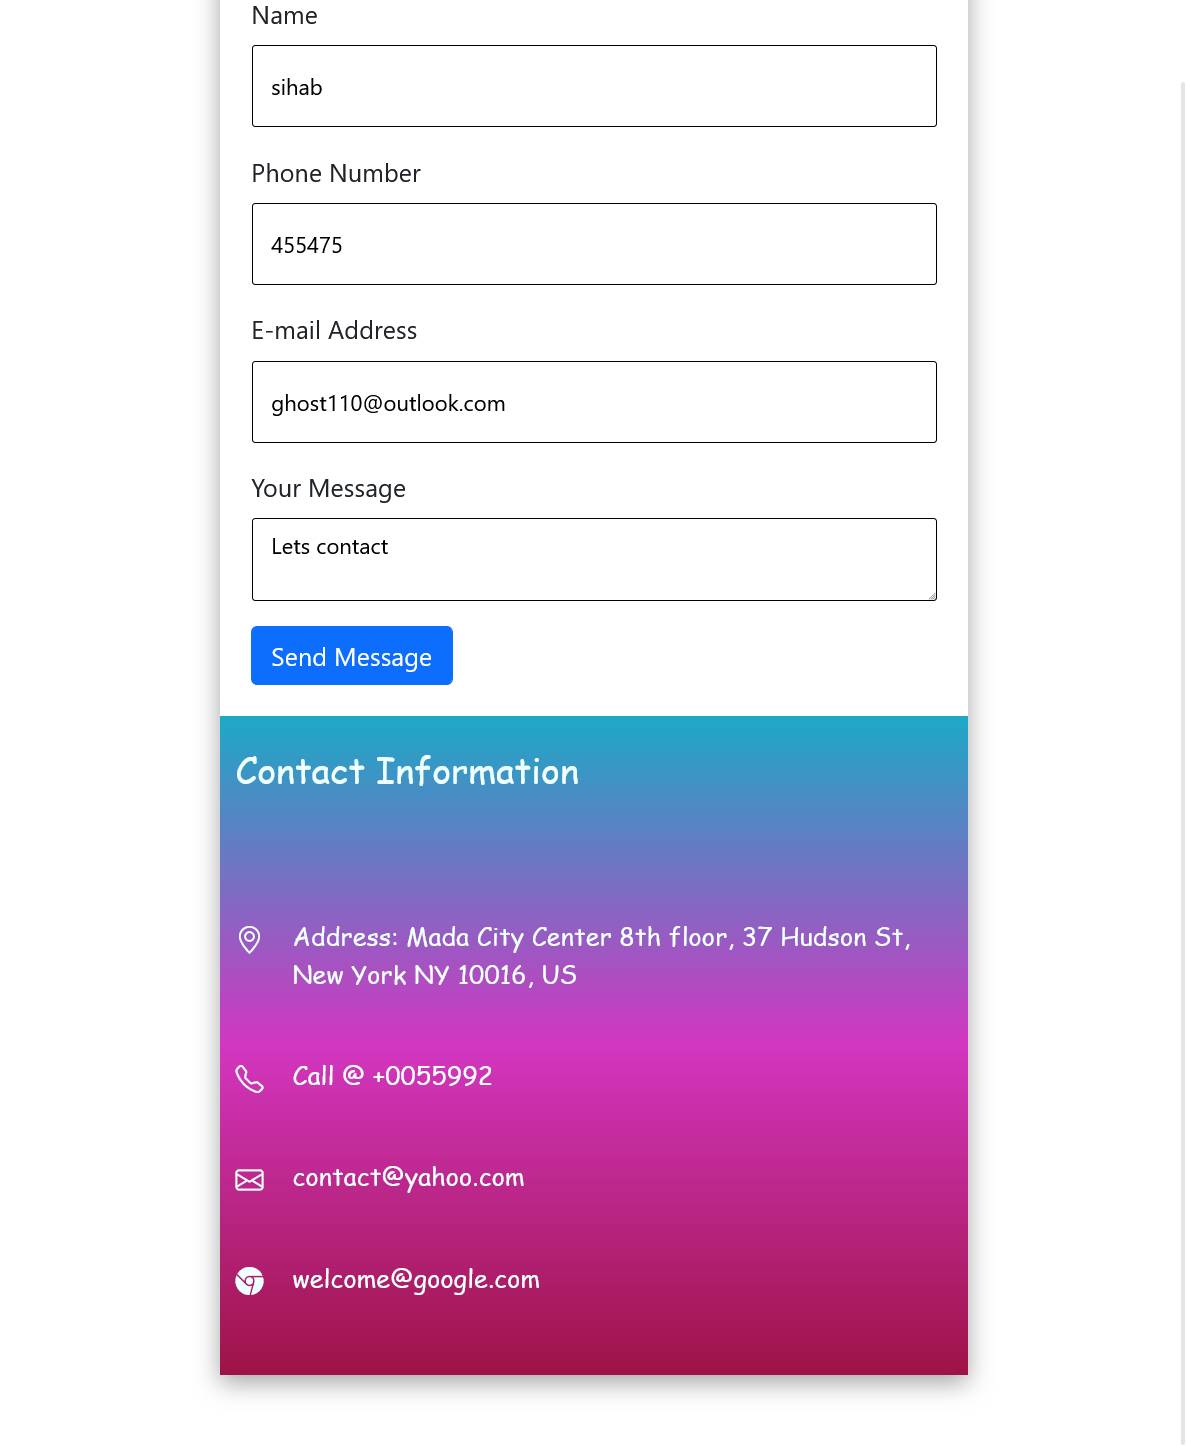 Name
sihab
Phone Number
455475
E-mail Address
ghost110@outlook.com
Your Message
Lets contact
Send Message
Contact Information
Address: Mada City Center 8th floor, 37 Hudson St,
New York NY 10016, US
Call @ +0055992
contact@yahoo.com
welcome@google.com